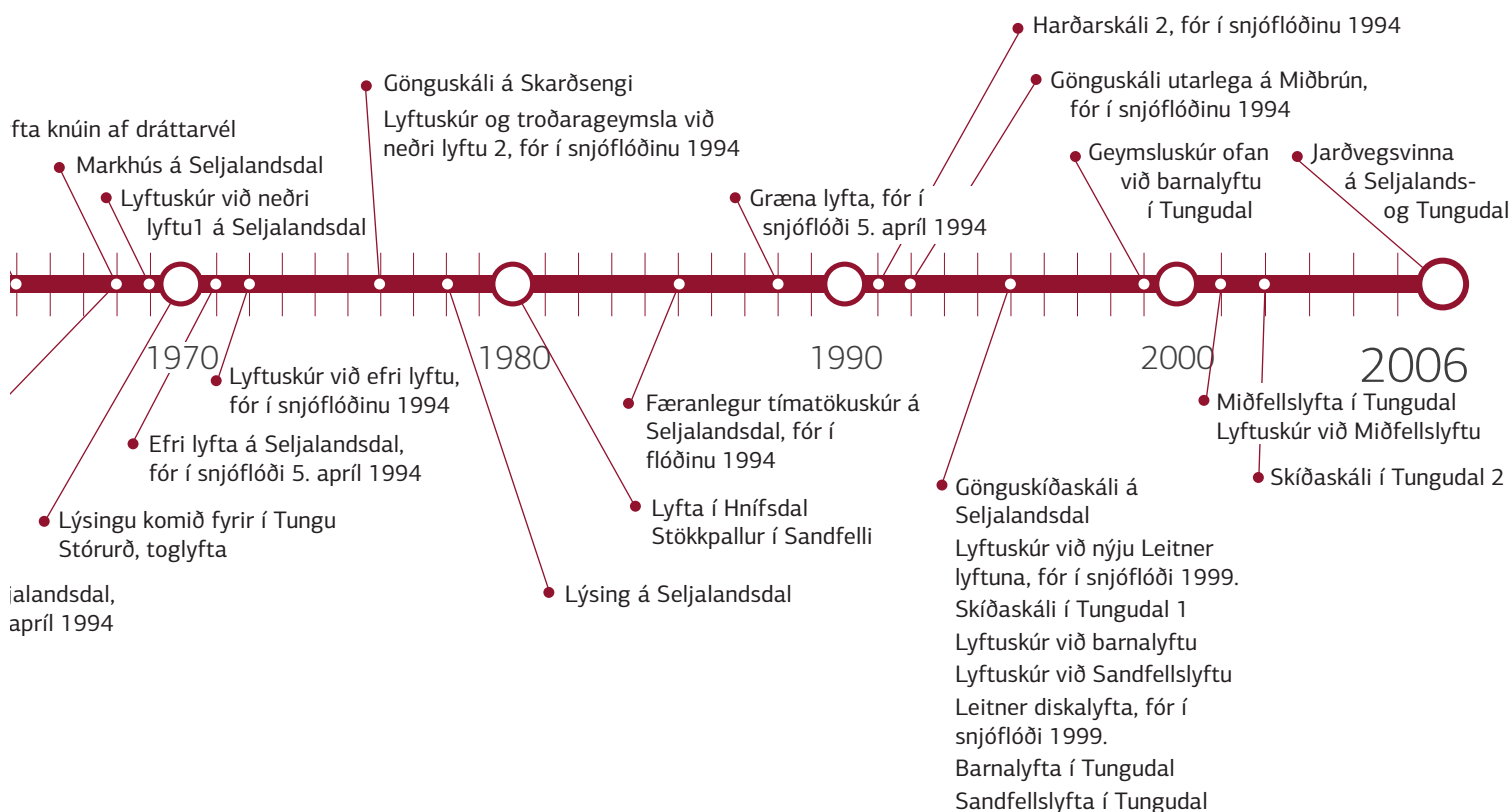 Harðarskáli 2, fór í snjóflóðinu 1994
Gönguskáli á Skarðsengi
Lyftuskúr og troðarageymsla við
neðri lyftu 2, fór í snjóflóðinu 1994
Gönguskáli utarlega á Miðbrún,
fór í snjóflóðinu 1994
fta knúin af dráttarvél
Markhús á Seljalandsdal
Lyftuskúr við neðri
lyftu1 á Seljalandsdal
Græna lyfta, fór í
snjóflóði 5. apríl 1994
Geymsluskúr ofan
við barnalyftu
í Tungudal
Jarðvegsvinna
á Seljalands-
og Tungudal
1970
1980
1990
2000
2006
Lyftuskúr við efri lyftu,
fór í snjóflóðinu 1994
Efri lyfta á Seljalandsdal,
fór í snjóflóði 5. apríl 1994
Lýsingu komið fyrir í Tungu
Stórurð, toglyfta
jalandsdal,
apríl 1994
Færanlegur tímatökuskúr á
Seljalandsdal, fór í
flóðinu 1994
Lyfta í Hnífsdal
Stökkpallur í Sandfelli
Lýsing á Seljalandsdal
Miðfellslyfta í Tungudal
Lyftuskúr við Miðfellslyftu
Skíðaskáli í Tungudal 2
Gönguskíðaskáli á
Seljalandsdal
Lyftuskúr við nýju Leitner
lyftuna, fór í snjóflóði 1999.
Skíðaskáli í Tungudal 1
Lyftuskúr við barnalyftu
Lyftuskúr við Sandfellslyftu
Leitner diskalyfta, fór í
snjóflóði 1999.
Barnalyfta í Tungudal
Sandfellslyfta í Tungudal